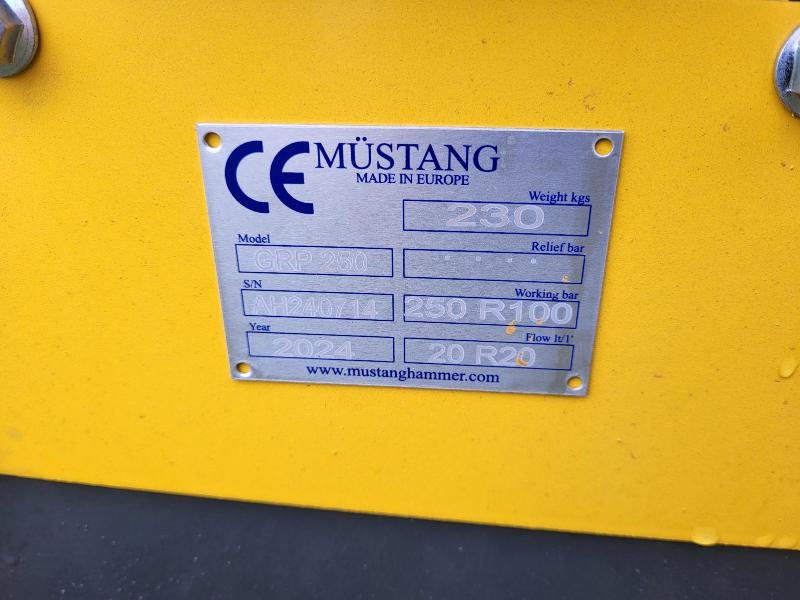 CE MÜSTANG
MADE IN EUROPE
Weight kgs
230
Model
GRP 250
Relief bar
- - - -
S/N
AH240714
Working bar
250 R100
Year
2024
Flow lt/1'
20 R20
www.mustanghammer.com